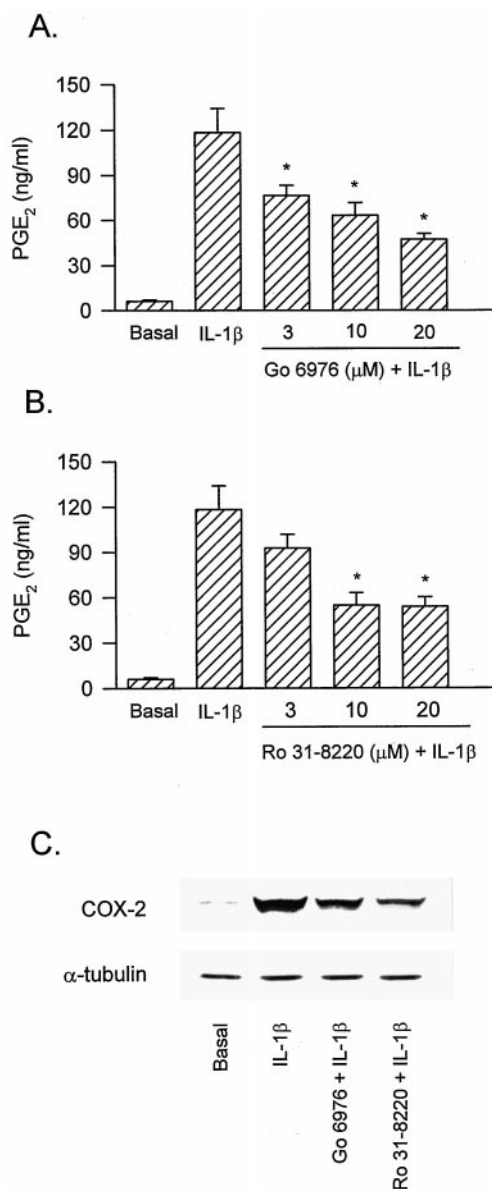 A.
PGE₂ (ng/ml)
150
120
90
60
30
0
* * *
Basal IL-1β 3 10 20
Go 6976 (μM) + IL-1β
B.
PGE₂ (ng/ml)
150
120
90
60
30
0
* *
Basal IL-1β 3 10 20
Ro 31-8220 (μM) + IL-1β
C.
COX-2
α-tubulin
Basal
IL-1β
Go 6976 + IL-1β
Ro 31-8220 + IL-1β